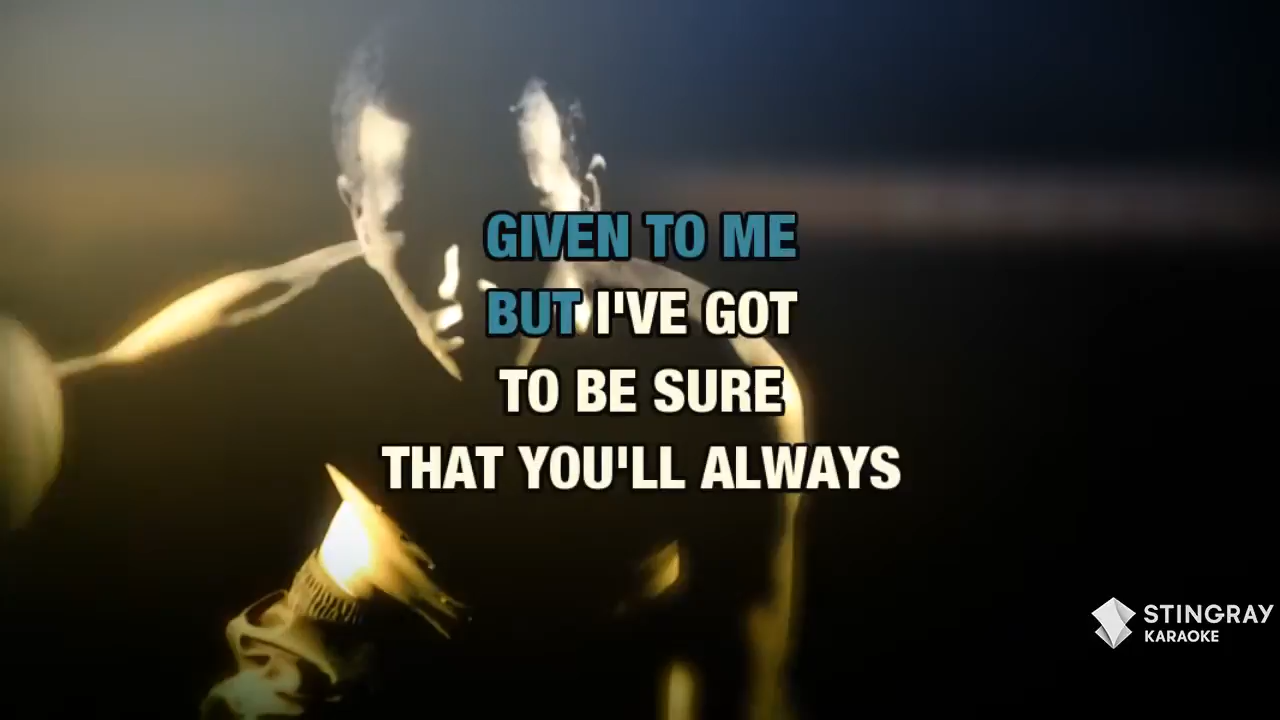 GIVEN TO ME
BUT I'VE GOT
TO BE SURE
THAT YOU'LL ALWAYS
STINGRAY
KARAOKE